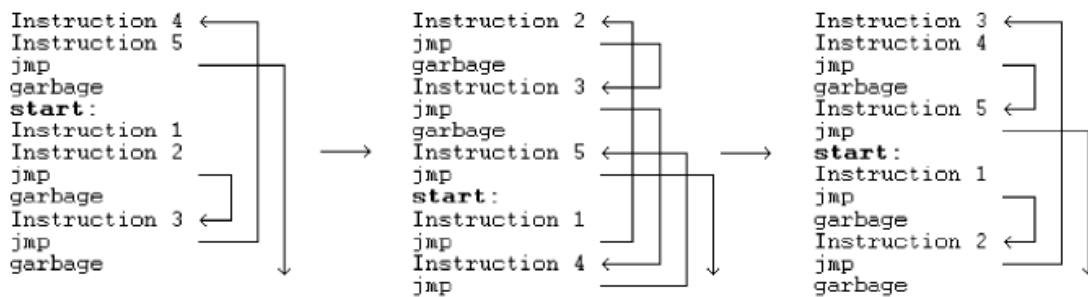 Instruction 4
Instruction 5
jmp
garbage
start:
Instruction 1
Instruction 2
jmp
garbage
Instruction 3
jmp
garbage
Instruction 2
jmp
garbage
Instruction 3
jmp
garbage
Instruction 5
jmp
start:
Instruction 1
jmp
Instruction 4
jmp
Instruction 3
Instruction 4
jmp
garbage
Instruction 5
jmp
start:
Instruction 1
jmp
garbage
Instruction 2
jmp
garbage